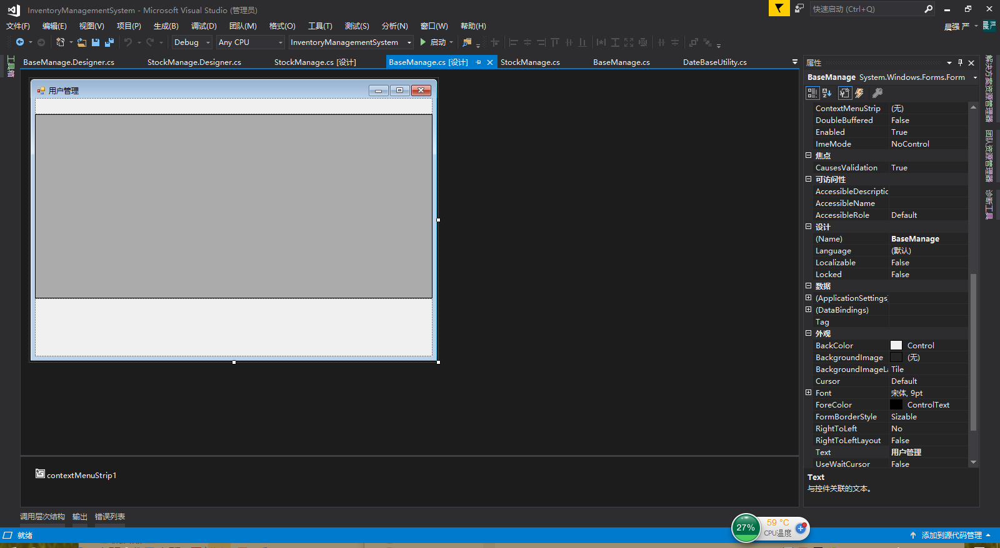 InventoryManagementSystem - Microsoft Visual Studio (管理员)
快速启动 (Ctrl+Q)
文件(F) 编辑(E) 视图(V) 项目(P) 生成(B) 调试(D) 团队(M) 格式(O) 工具(T) 测试(S) 分析(N) 窗口(W) 帮助(H)
晨强 严
晨严
Debug Any CPU InventoryManagementSystem 启动
工具箱
BaseManage.Designer.cs StockManage.Designer.cs StockManage.cs [设计] BaseManage.cs [设计] StockManage.cs BaseManage.cs DateBaseUtility.cs
用户管理
contextMenuStrip1
属性
BaseManage System.Windows.Forms.Form
ContextMenuStrip (无)
DoubleBuffered False
Enabled True
ImeMode NoControl
焦点
CausesValidation True
可访问性
AccessibleDescriptic
AccessibleName
AccessibleRole Default
设计
(Name) BaseManage
Language (默认)
Localizable False
Locked False
数据
(ApplicationSettings)
(DataBindings)
Tag
外观
BackColor Control
BackgroundImage (无)
BackgroundImageLa Tile
Cursor Default
Font 宋体, 9pt
ForeColor ControlText
FormBorderStyle Sizable
RightToLeft No
RightToLeftLayout False
Text 用户管理
UseWaitCursor False
Text
与控件关联的文本。
解决方案资源管理器
团队资源管理器
诊断工具
调用层次结构 输出 错误列表
27%
59 °C
CPU温度
就绪
添加到源代码管理